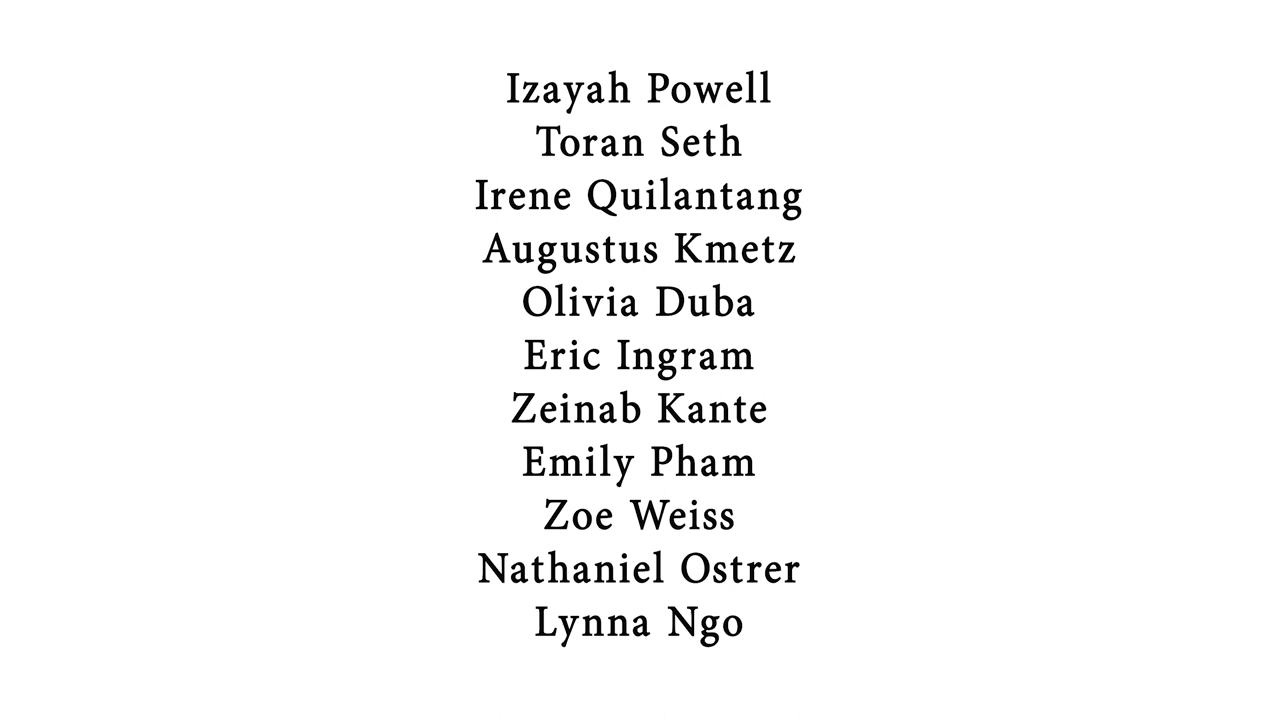 Izayah Powell
Toran Seth
Irene Quilantang
Augustus Kmetz
Olivia Duba
Eric Ingram
Zeinab Kante
Emily Pham
Zoe Weiss
Nathaniel Ostrer
Lynna Ngo